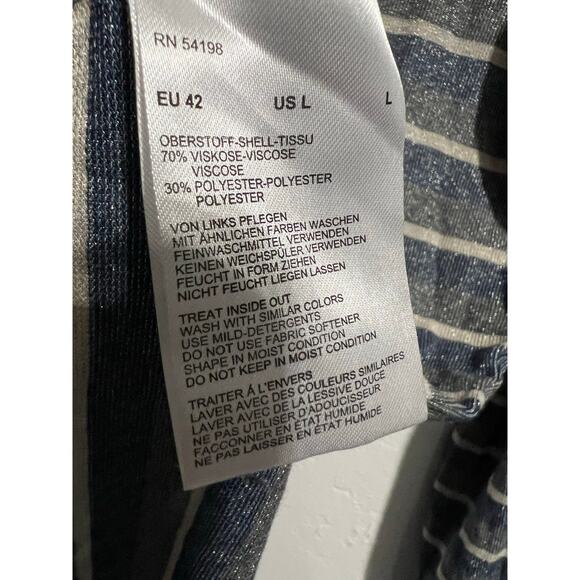 RN 54198
EU 42 US L L
OBERSTOFF-SHELL-TISSU
70% VISKOSE-VISCOSE
VISCOSE
30% POLYESTER-POLYESTER
POLYESTER
VON LINKS PFLEGEN
MIT ÄHNLICHEN FARBEN WASCHEN
FEINWASCHMITTEL VERWENDEN
KEINEN WEICHSPÜLER VERWENDEN
FEUCHT IN FORM ZIEHEN
NICHT FEUCHT LIEGEN LASSEN
TREAT INSIDE OUT
WASH WITH SIMILAR COLORS
USE MILD-DETERGENTS
DO NOT USE FABRIC SOFTENER
SHAPE IN MOIST CONDITION
DO NOT KEEP IN MOIST CONDITION
TRAITER Á L'ENVERS
LAVER AVEC DES COULEURS SIMILAIRES
LAVER AVEC DE LA LESSIVE DOUCE
NE PAS UTILISER D'ADOUCISSEUR
FACCONNER EN ÉTAT HUMIDE
NE PAS LAISSER EN ÉTAT HUMIDE